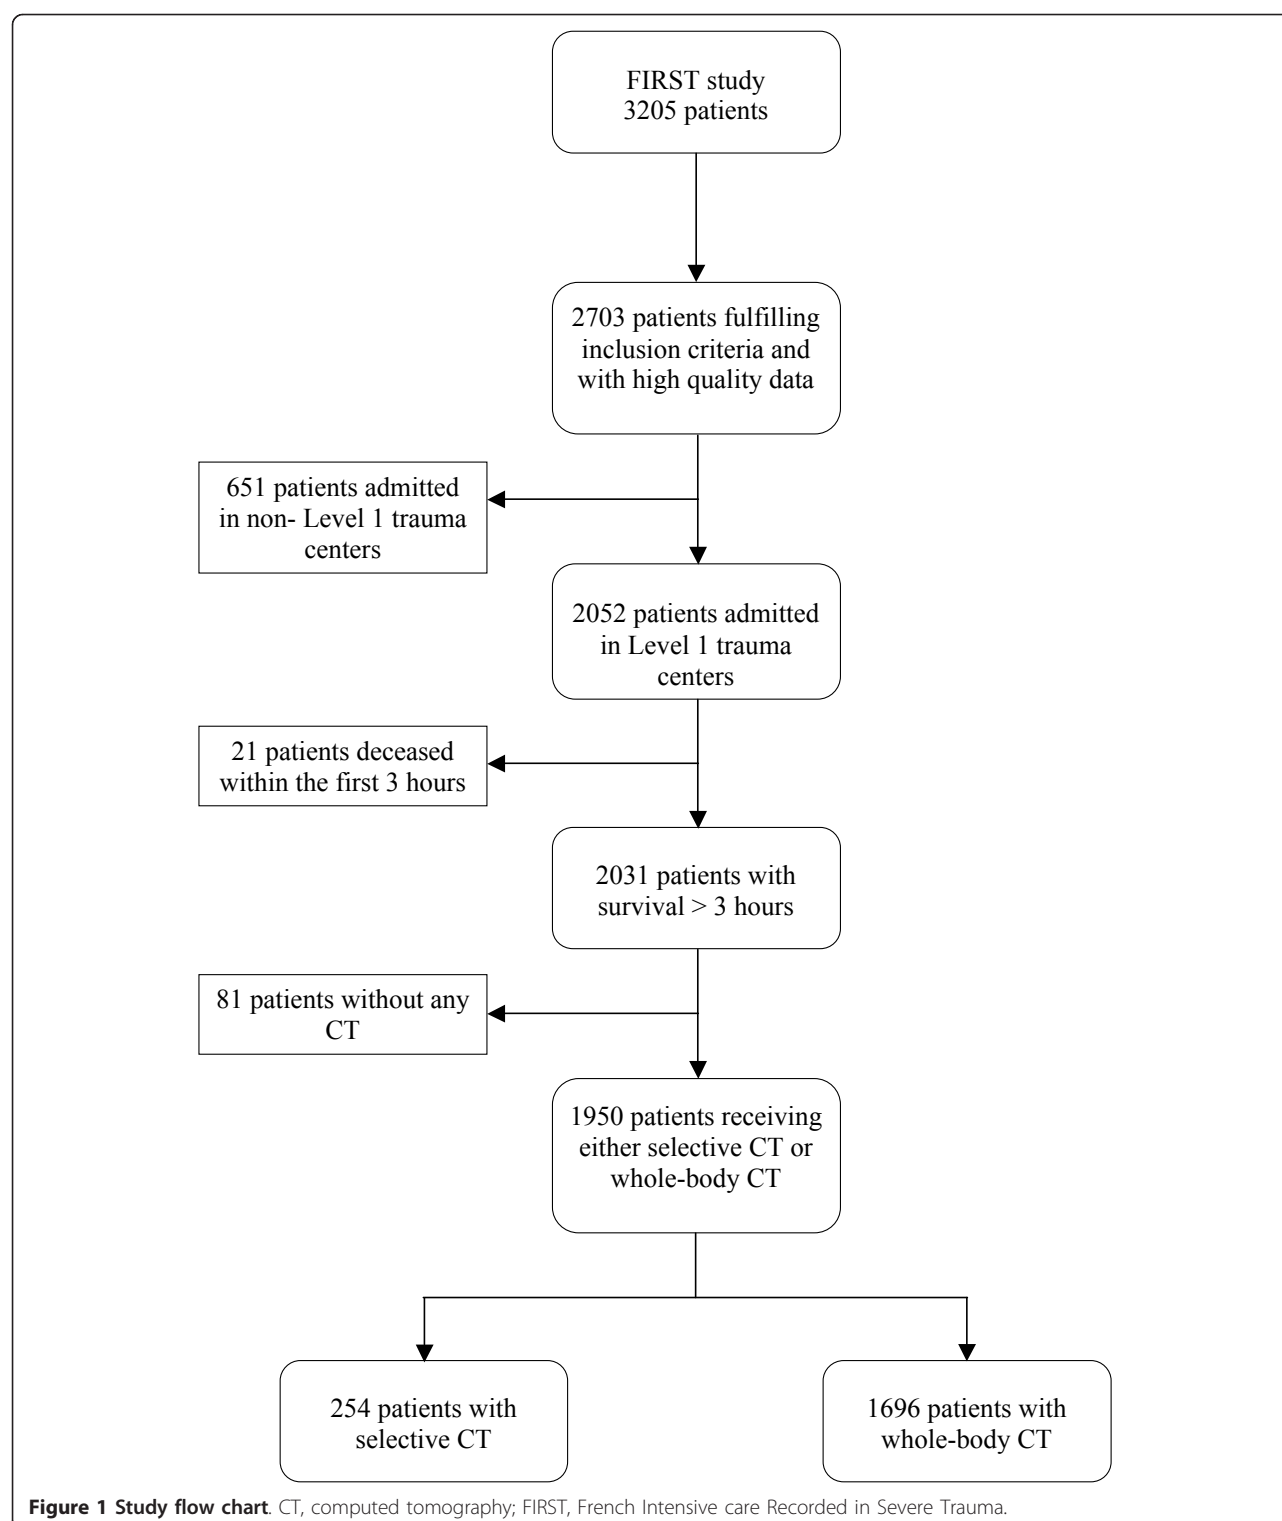 FIRST study
3205 patients
2703 patients fulfilling
inclusion criteria and
with high quality data
651 patients admitted
in non- Level 1 trauma
centers
2052 patients admitted
in Level 1 trauma
centers
21 patients deceased
within the first 3 hours
2031 patients with
survival > 3 hours
81 patients without any
CT
1950 patients receiving
either selective CT or
whole-body CT
254 patients with
selective CT
1696 patients with
whole-body CT
Figure 1 Study flow chart. CT, computed tomography; FIRST, French Intensive care Recorded in Severe Trauma.